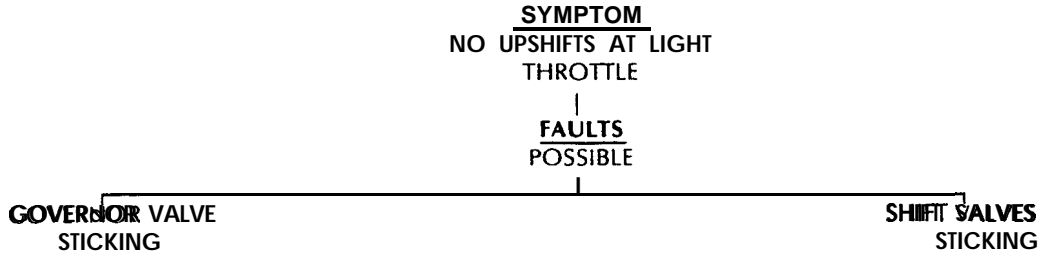 SYMPTOM
NO UPSHIFTS AT LIGHT
THROTTLE
FAULTS
POSSIBLE
GOVERNOR VALVE
STICKING
SHIFT VALVES
STICKING